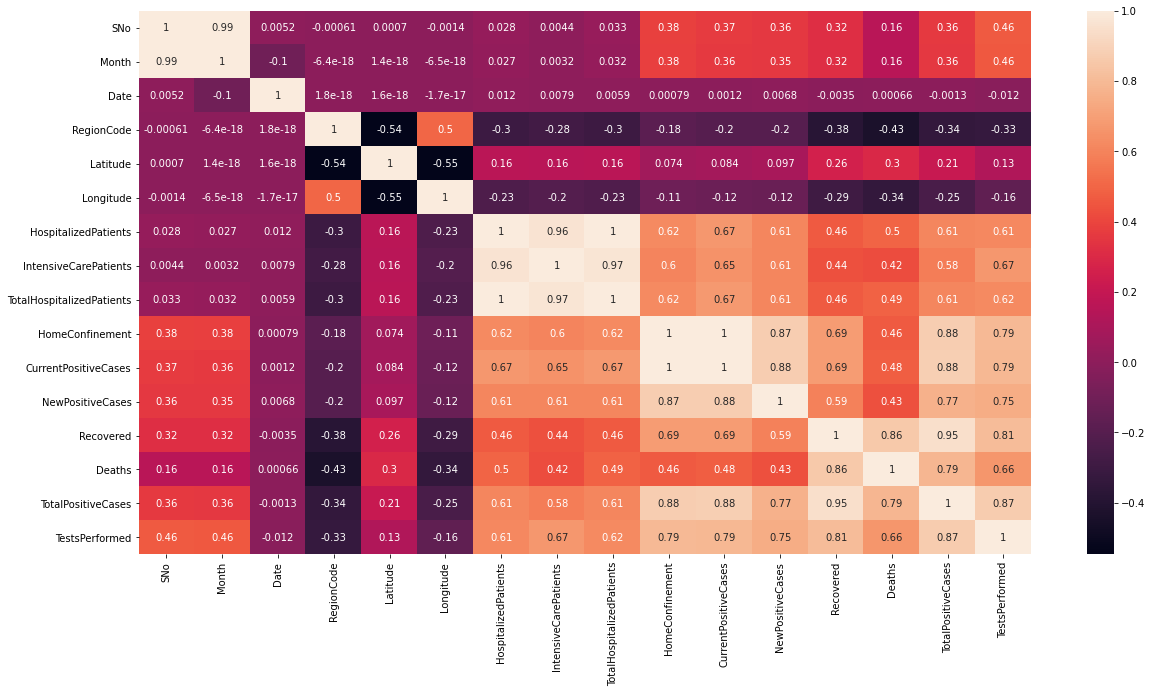 SNo 1 0.99 0.0052 -0.00061 0.0007 -0.0014 0.028 0.0044 0.033 0.38 0.37 0.36 0.32 0.16 0.36 0.46
Month 0.99 1 -0.1 -6.4e-18 1.4e-18 -6.5e-18 0.027 0.0032 0.032 0.38 0.36 0.35 0.32 0.16 0.36 0.46
Date 0.0052 -0.1 1 1.8e-18 1.6e-18 -1.7e-17 0.012 0.0079 0.0059 0.00079 0.0012 0.0068 -0.0035 0.00066 -0.0013 -0.012
RegionCode -0.00061 -6.4e-18 1.8e-18 1 -0.54 0.5 -0.3 -0.28 -0.3 -0.18 -0.2 -0.2 -0.38 -0.43 -0.34 -0.33
Latitude 0.0007 1.4e-18 1.6e-18 -0.54 1 -0.55 0.16 0.16 0.16 0.074 0.084 0.097 0.26 0.3 0.21 0.13
Longitude -0.0014 -6.5e-18 -1.7e-17 0.5 -0.55 1 -0.23 -0.2 -0.23 -0.11 -0.12 -0.12 -0.29 -0.34 -0.25 -0.16
HospitalizedPatients 0.028 0.027 0.012 -0.3 0.16 -0.23 1 0.96 1 0.62 0.67 0.61 0.46 0.5 0.61 0.61
IntensiveCarePatients 0.0044 0.0032 0.0079 -0.28 0.16 -0.2 0.96 1 0.97 0.6 0.65 0.61 0.44 0.42 0.58 0.67
TotalHospitalizedPatients 0.033 0.032 0.0059 -0.3 0.16 -0.23 1 0.97 1 0.62 0.67 0.61 0.46 0.49 0.61 0.62
HomeConfinement 0.38 0.38 0.00079 -0.18 0.074 -0.11 0.62 0.6 0.62 1 1 0.87 0.69 0.46 0.88 0.79
CurrentPositiveCases 0.37 0.36 0.0012 -0.2 0.084 -0.12 0.67 0.65 0.67 1 1 0.88 0.69 0.48 0.88 0.79
NewPositiveCases 0.36 0.35 0.0068 -0.2 0.097 -0.12 0.61 0.61 0.61 0.87 0.88 1 0.59 0.43 0.77 0.75
Recovered 0.32 0.32 -0.0035 -0.38 0.26 -0.29 0.46 0.44 0.46 0.69 0.69 0.59 1 0.86 0.95 0.81
Deaths 0.16 0.16 0.00066 -0.43 0.3 -0.34 0.5 0.42 0.49 0.46 0.48 0.43 0.86 1 0.79 0.66
TotalPositiveCases 0.36 0.36 -0.0013 -0.34 0.21 -0.25 0.61 0.58 0.61 0.88 0.88 0.77 0.95 0.79 1 0.87
TestsPerformed 0.46 0.46 -0.012 -0.33 0.13 -0.16 0.61 0.67 0.62 0.79 0.79 0.75 0.81 0.66 0.87 1
SNo
Month
Date
RegionCode
Latitude
Longitude
HospitalizedPatients
IntensiveCarePatients
TotalHospitalizedPatients
HomeConfinement
CurrentPositiveCases
NewPositiveCases
Recovered
Deaths
TotalPositiveCases
TestsPerformed
1.0
0.8
0.6
0.4
0.2
0.0
−0.2
−0.4